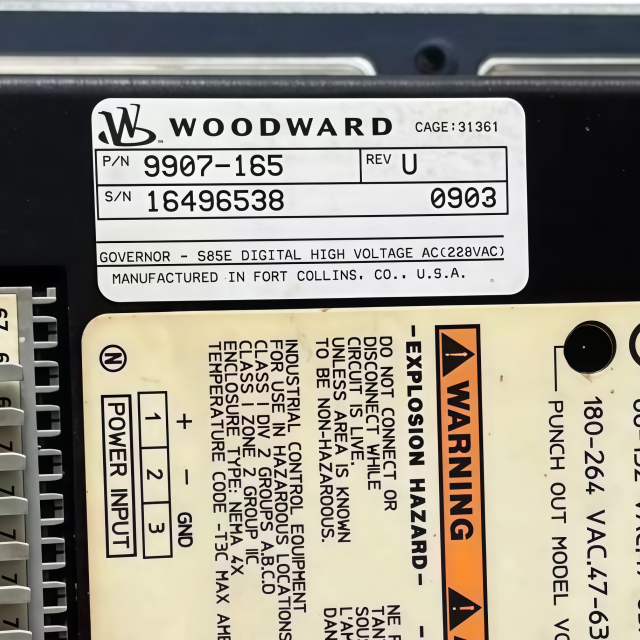 WOODWARD CAGE:31361
P/N 9907-165 REV U
S/N 16496538 0903
GOVERNOR - S85E DIGITAL HIGH VOLTAGE AC(228VAC)
MANUFACTURED IN FORT COLLINS, CO., U.S.A.
WARNING
-EXPLOSION HAZARD-
DO NOT CONNECT OR
DISCONNECT WHILE
CIRCUIT IS LIVE.
UNLESS AREA IS KNOWN
TO BE NON-HAZAROOUS.
INDUSTRIAL CONTROL EQUIPMENT
FOR USE IN HAZARDOUS LOCATIONS
CLASS I DIV 2 GROUPS A.B.C.D
CLASS I ZONE 2 GROUP IIC
ENCLOSURE TYPE: NEMA 4X
TEMPERATURE CODE -T3C MAX AMB
+ - GND
1 2 3
POWER INPUT
N
180-264 VAC.47-63
PUNCH OUT MODEL
67